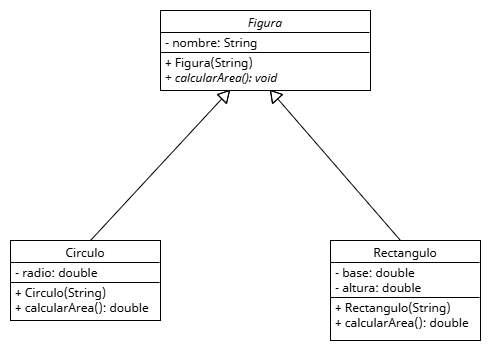 Figura
- nombre: String
+ Figura(String)
+ calcularArea(): void
Circulo
- radio: double
+ Circulo(String)
+ calcularArea(): double
Rectangulo
- base: double
- altura: double
+ Rectangulo(String)
+ calcularArea(): double